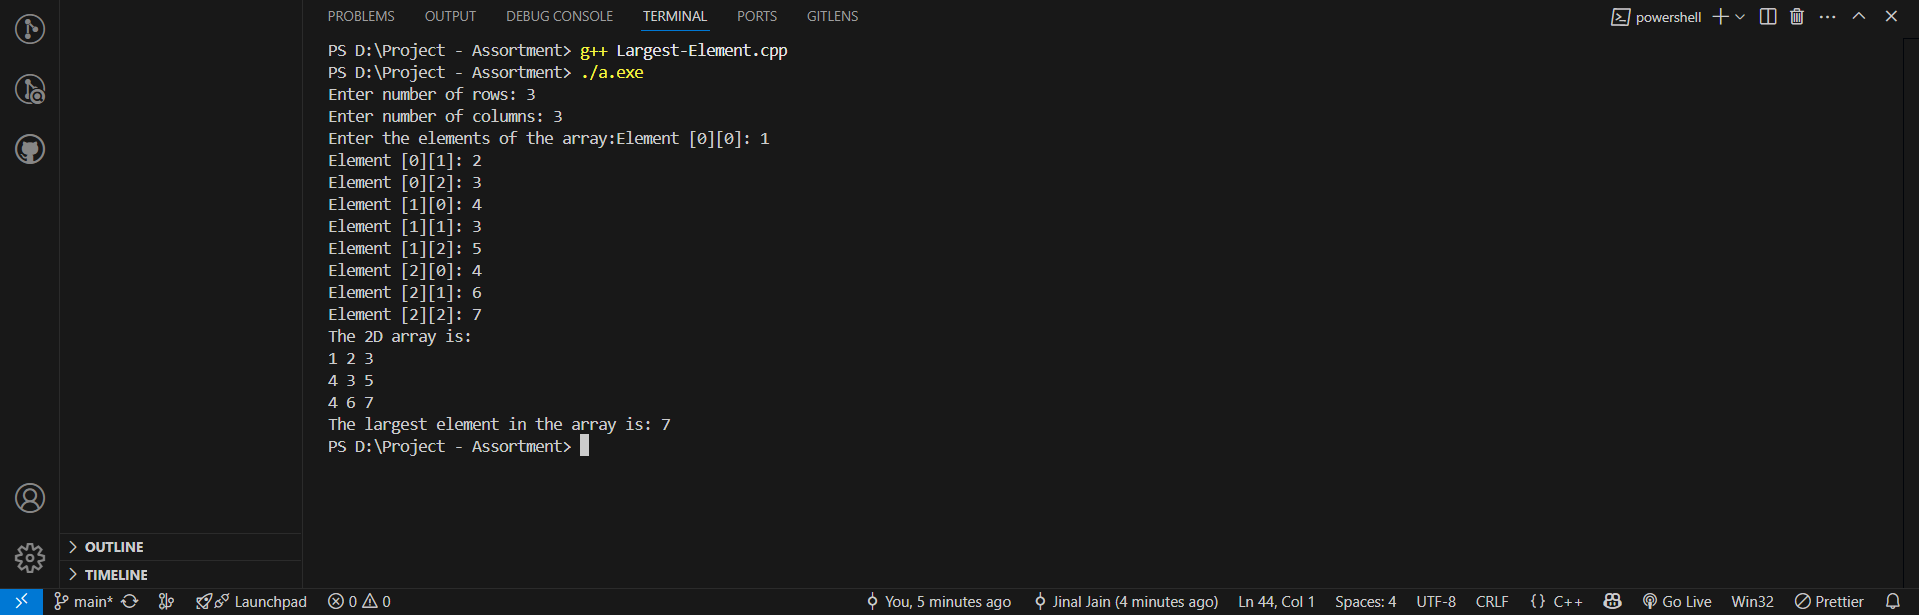 PROBLEMS OUTPUT DEBUG CONSOLE TERMINAL PORTS GITLENS powershell
PS D:\Project - Assortment> g++ Largest-Element.cpp
PS D:\Project - Assortment> ./a.exe
Enter number of rows: 3
Enter number of columns: 3
Enter the elements of the array:Element [0][0]: 1
Element [0][1]: 2
Element [0][2]: 3
Element [1][0]: 4
Element [1][1]: 3
Element [1][2]: 5
Element [2][0]: 4
Element [2][1]: 6
Element [2][2]: 7
The 2D array is:
1 2 3
4 3 5
4 6 7
The largest element in the array is: 7
PS D:\Project - Assortment>
OUTLINE
TIMELINE
main* Launchpad 0 0 You, 5 minutes ago Jinal Jain (4 minutes ago) Ln 44, Col 1 Spaces: 4 UTF-8 CRLF {} C++ Go Live Win32 Prettier